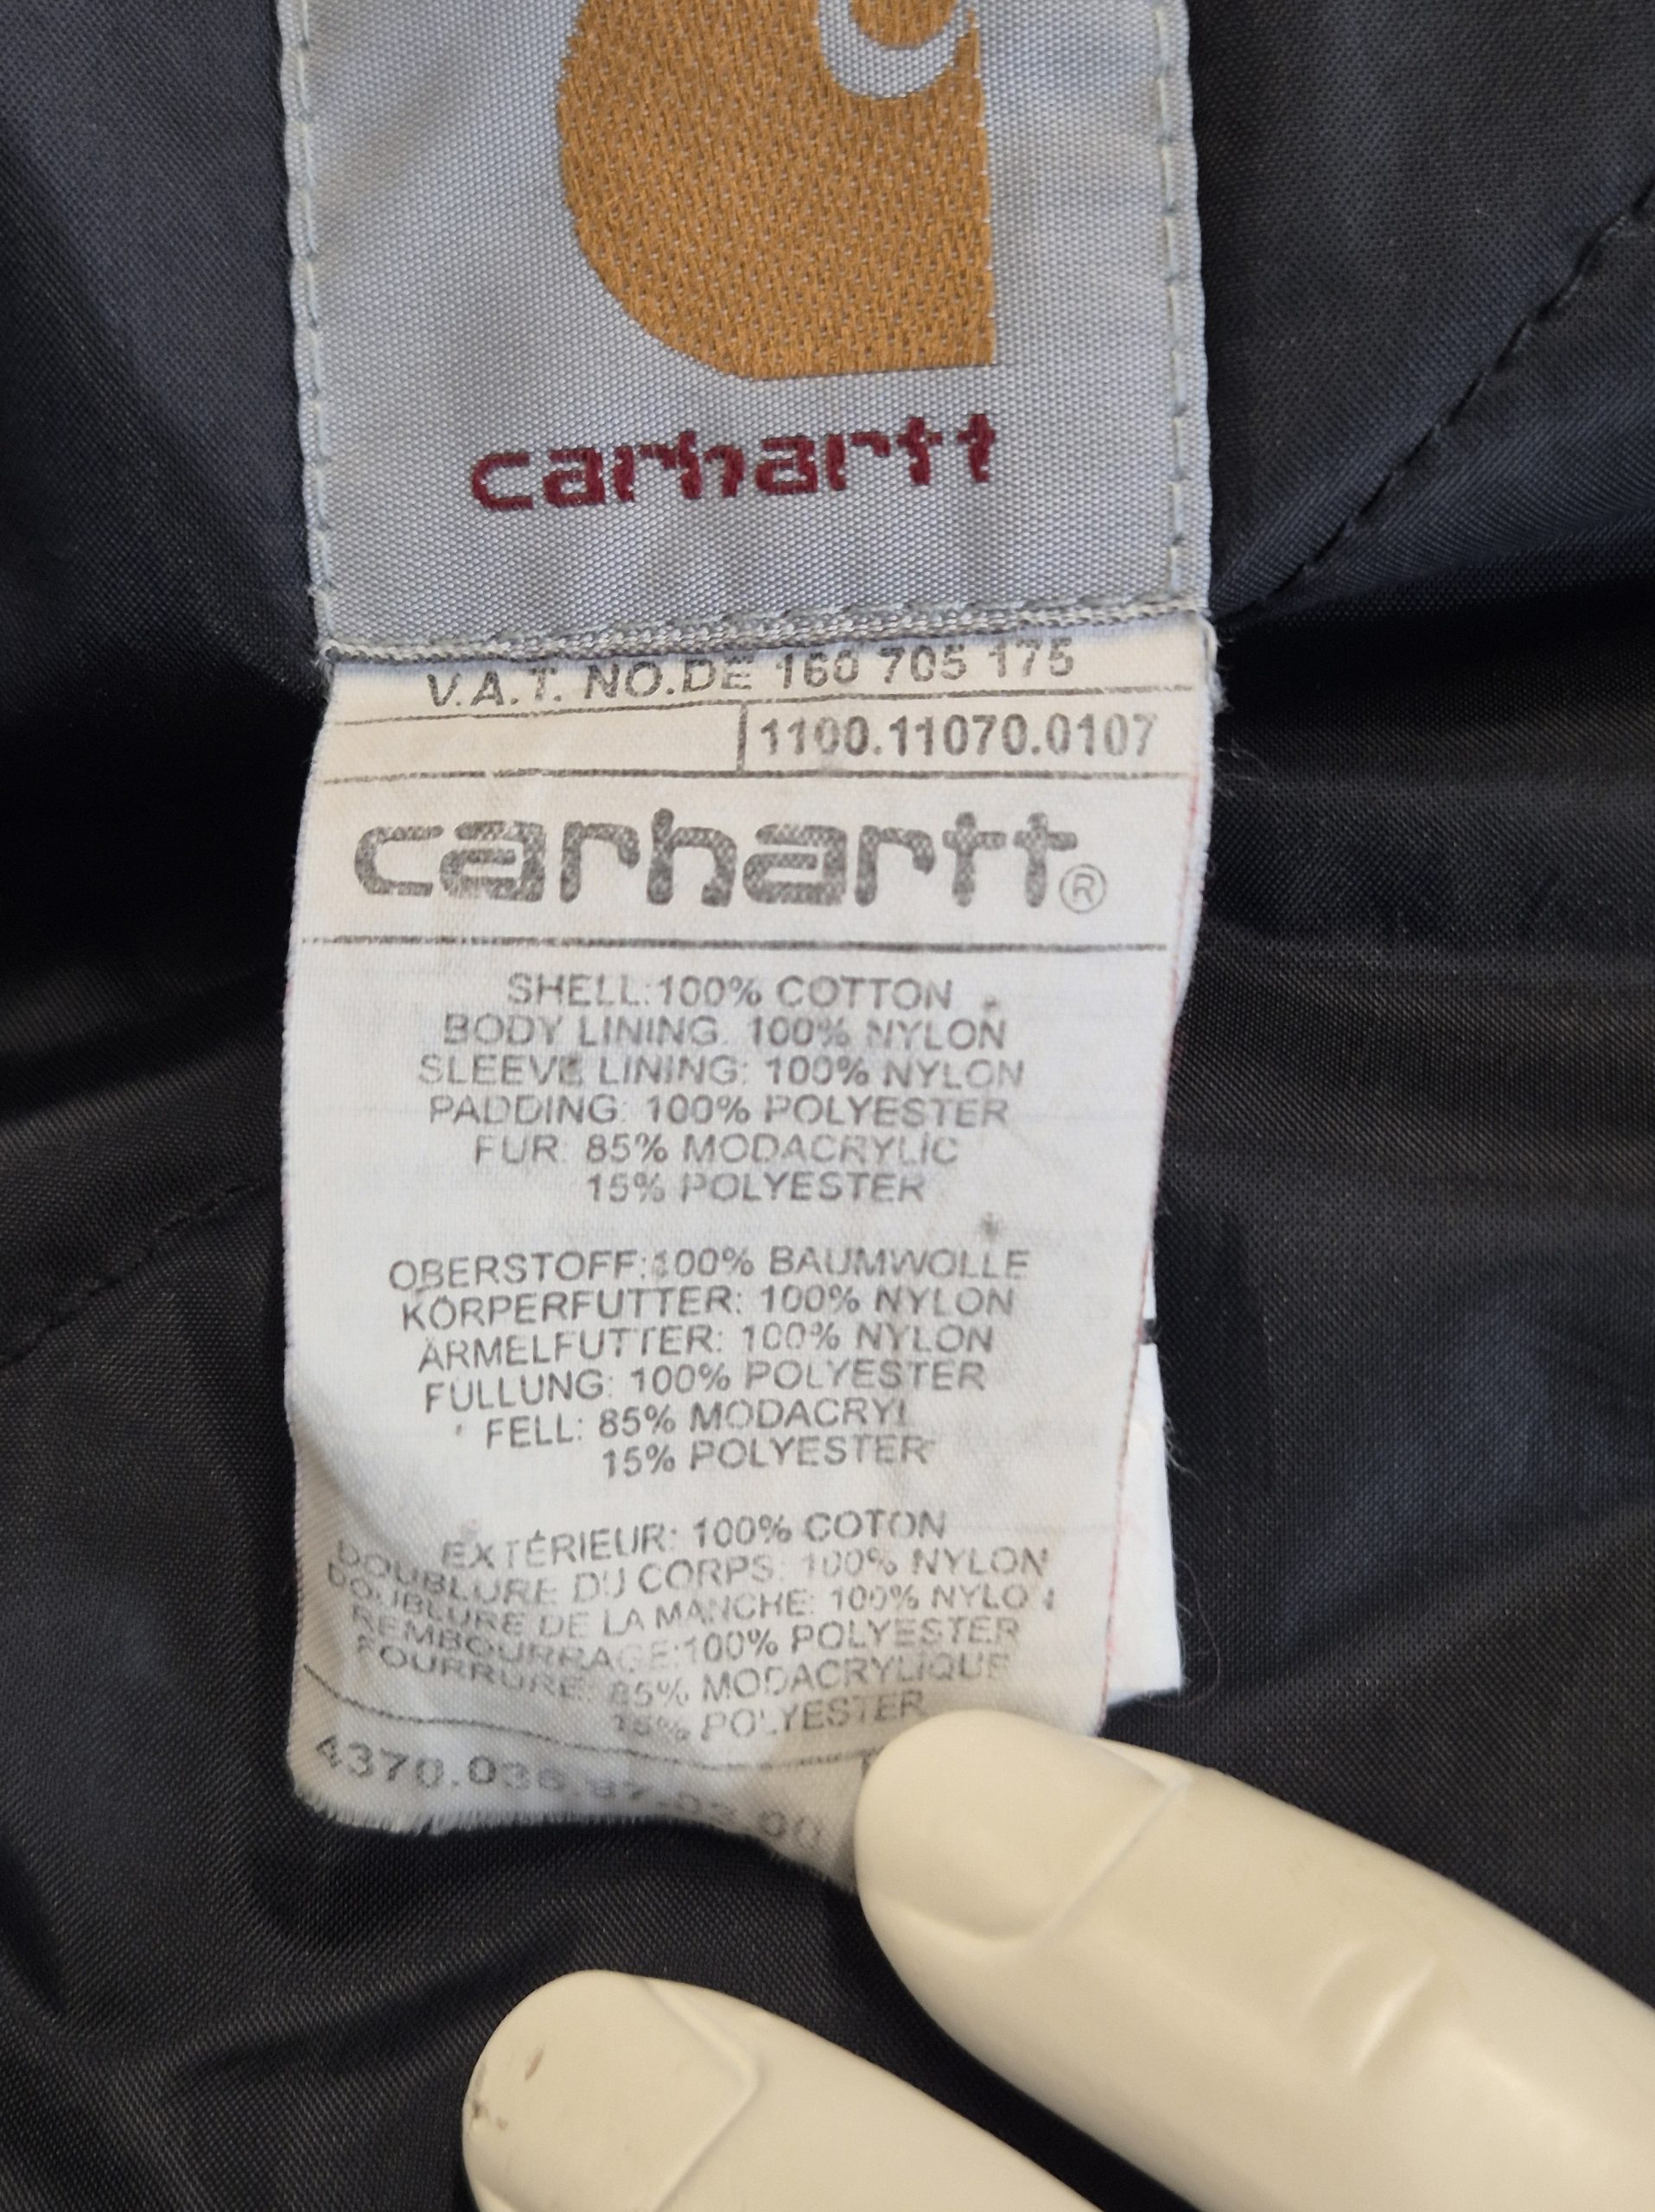 carhartt
V.A.T. NO.DE 160 705 175
1100.11070.0107
carhartt®
SHELL:100% COTTON
BODY LINING: 100% NYLON
SLEEVE LINING: 100% NYLON
PADDING: 100% POLYESTER
FUR: 85% MODACRYLIC
15% POLYESTER
OBERSTOFF:100% BAUMWOLLE
KÖRPERFUTTER: 100% NYLON
ÄRMELFUTTER: 100% NYLON
FÜLLUNG: 100% POLYESTER
FELL: 85% MODACRYL
15% POLYESTER
EXTÉRIEUR: 100% COTON
DOUBLURE DU CORPS: 100% NYLON
DOUBLURE DE LA MANCHE: 100% NYLON
REMBOURRAGE:100% POLYESTER
FOURRURE: 85% MODACRYLIQUE
15% POLYESTER